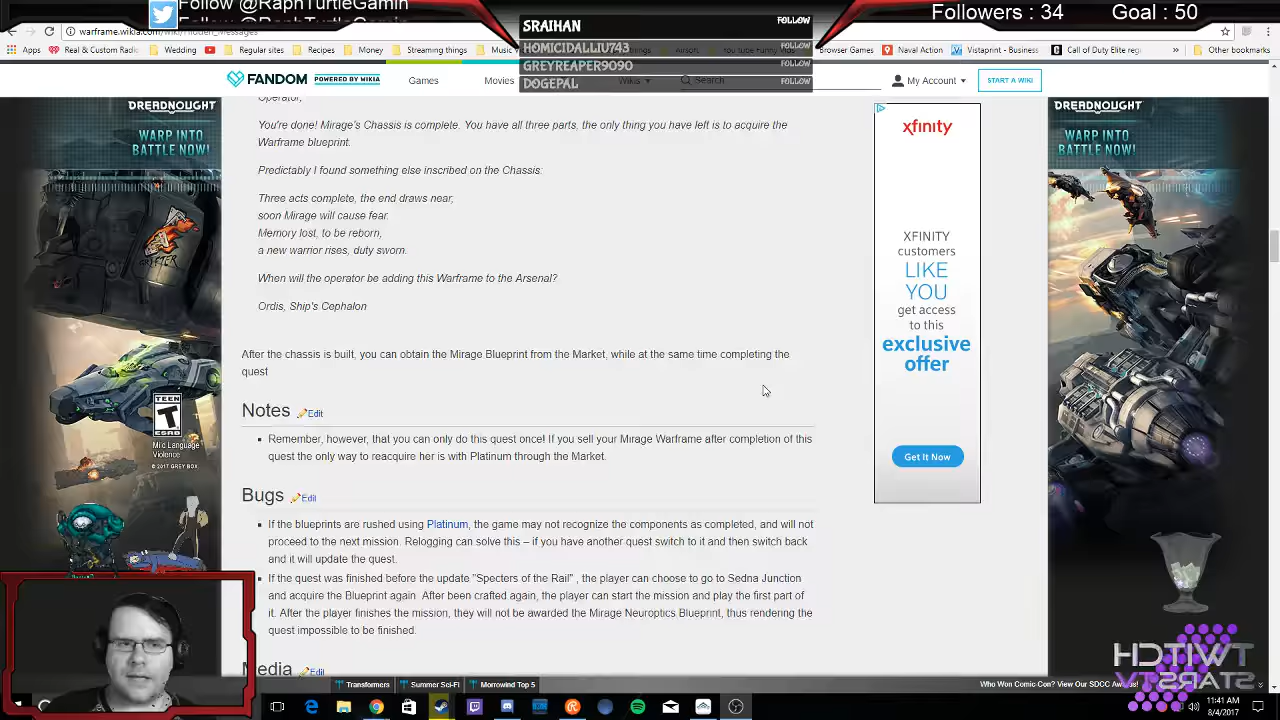 Follow @RaphTurtleGamin
Follow @RaphTurtleGamin
SRAIHAN FOLLOW
HOMICIDALLIU743 FOLLOW
GREYREAPER9090 FOLLOW
DOGEPAL FOLLOW
Followers : 34 Goal : 50
warframe.wikia.com/wiki/Hidden_Messages
Apps Real & Custom Radio Wedding Regular sites Recipes Money Streaming things Music Airsoft Browser Games Naval Action. Vistaprint - Business Call of Duty Elite regi Other bookmarks
FANDOM POWERED BY WIKIA Games Movies Wikis Search My Account START A WIKI
Operator,
You're done! Mirage's Chassis is complete. You have all three parts, the only thing you have left is to acquire the
Warframe blueprint.
Predictably I found something else inscribed on the Chassis.
Three acts complete, the end draws near,
soon Mirage will cause fear.
Memory lost, to be reborn,
a new warrior rises, duty sworn.
When will the operator be adding this Warframe to the Arsenal?
Ordis, Ship's Cephalon
After the chassis is built, you can obtain the Mirage Blueprint from the Market, while at the same time completing the
quest
Notes Edit
Remember, however, that you can only do this quest once! If you sell your Mirage Warframe after completion of this
quest the only way to reacquire her is with Platinum through the Market.
Bugs Edit
If the blueprints are rushed using Platinum, the game may not recognize the components as completed, and will not
proceed to the next mission. Relogging can solve this – if you have another quest switch to it and then switch back
and it will update the quest.
If the quest was finished before the update "Specters of the Rail" , the player can choose to go to Sedna Junction
and acquire the Blueprint again. After been crafted again, the player can start the mission and play the first part of
it. After the player finishes the mission, they will not be awarded the Mirage Neuroptics Blueprint, thus rendering the
quest impossible to be finished.
Media Edit
DREADNOUGHT
WARP INTO
BATTLE NOW!
GRIFTER
TEEN
T
ESRB
Mild Language
Violence
© 2017 GREY BOX
xfinity
XFINITY
customers
LIKE
YOU
get access
to this
exclusive
offer
Get It Now
DREADNOUGHT
WARP INTO
BATTLE NOW!
Transformers Summer Sci-Fi Morrowind Top 5 Who Won Comic Con? View Our SDCC Awards!
TWITCH
STARSTV
11:41 AM
8/4/2017